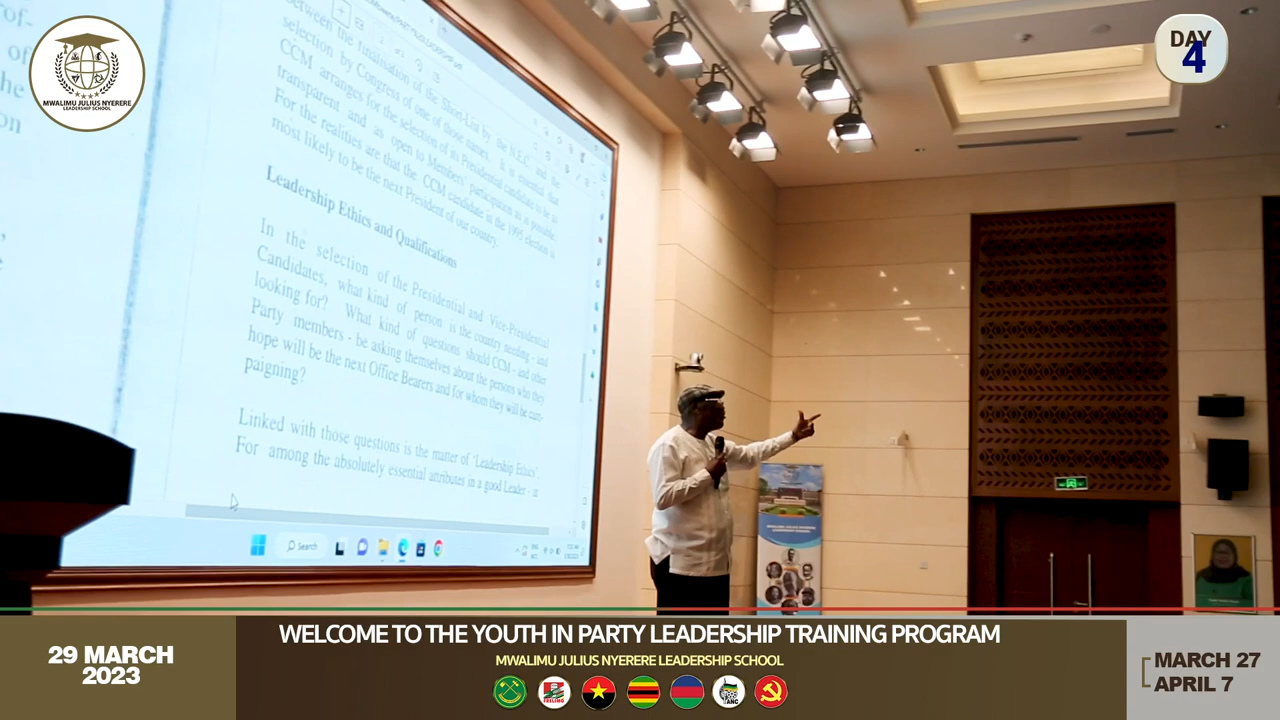 MWALIMU JULIUS NYERERE
LEADERSHIP SCHOOL
DAY
4
between the finalisation of the Short-List by the N.E.C. and the
selection by Congress of one of those names. It is essential that
CCM arranges for the selection of its Presidential candidate to be as
transparent and as open to Members' participation as is possible.
For the realities are that the CCM candidate in the 1995 election is
most likely to be the next President of our country.
Leadership Ethics and Qualifications
In the selection of the Presidential and Vice-Presidential
Candidates, what kind of person is the country needing - and
looking for? What kind of questions should CCM - and other
Party members - be asking themselves about the persons who they
hope will be the next Office Bearers and for whom they will be cam-
paigning?
Linked with those questions is the matter of 'Leadership Ethics'.
For among the absolutely essential attributes in a good Leader - in
Search
WELCOME TO THE YOUTH IN PARTY LEADERSHIP TRAINING PROGRAM
MWALIMU JULIUS NYERERE LEADERSHIP SCHOOL
29 MARCH
2023
MARCH 27
APRIL 7
FRELIMO
ANC